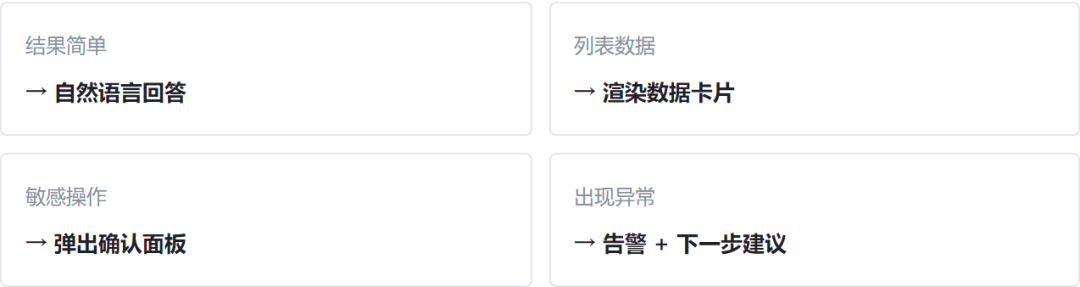 结果简单
→ 自然语言回答
列表数据
→ 渲染数据卡片
敏感操作
→ 弹出确认面板
出现异常
→ 告警 + 下一步建议